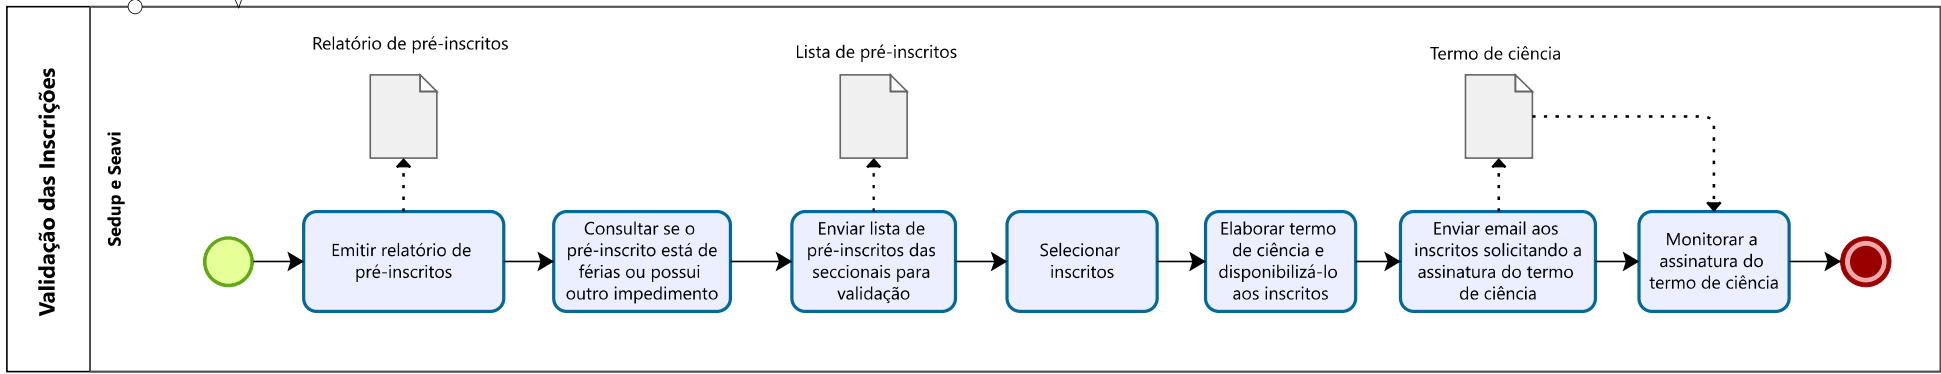 Validação das Inscrições
Sedup e Seavi
Relatório de pré-inscritos
Lista de pré-inscritos
Termo de ciência
Emitir relatório de
pré-inscritos
Consultar se o
pré-inscrito está de
férias ou possui
outro impedimento
Enviar lista de
pré-inscritos das
seccionais para
validação
Selecionar
inscritos
Elaborar termo
de ciência e
disponibilizá-lo
aos inscritos
Enviar email aos
inscritos solicitando a
assinatura do termo
de ciência
Monitorar a
assinatura do
termo de ciência